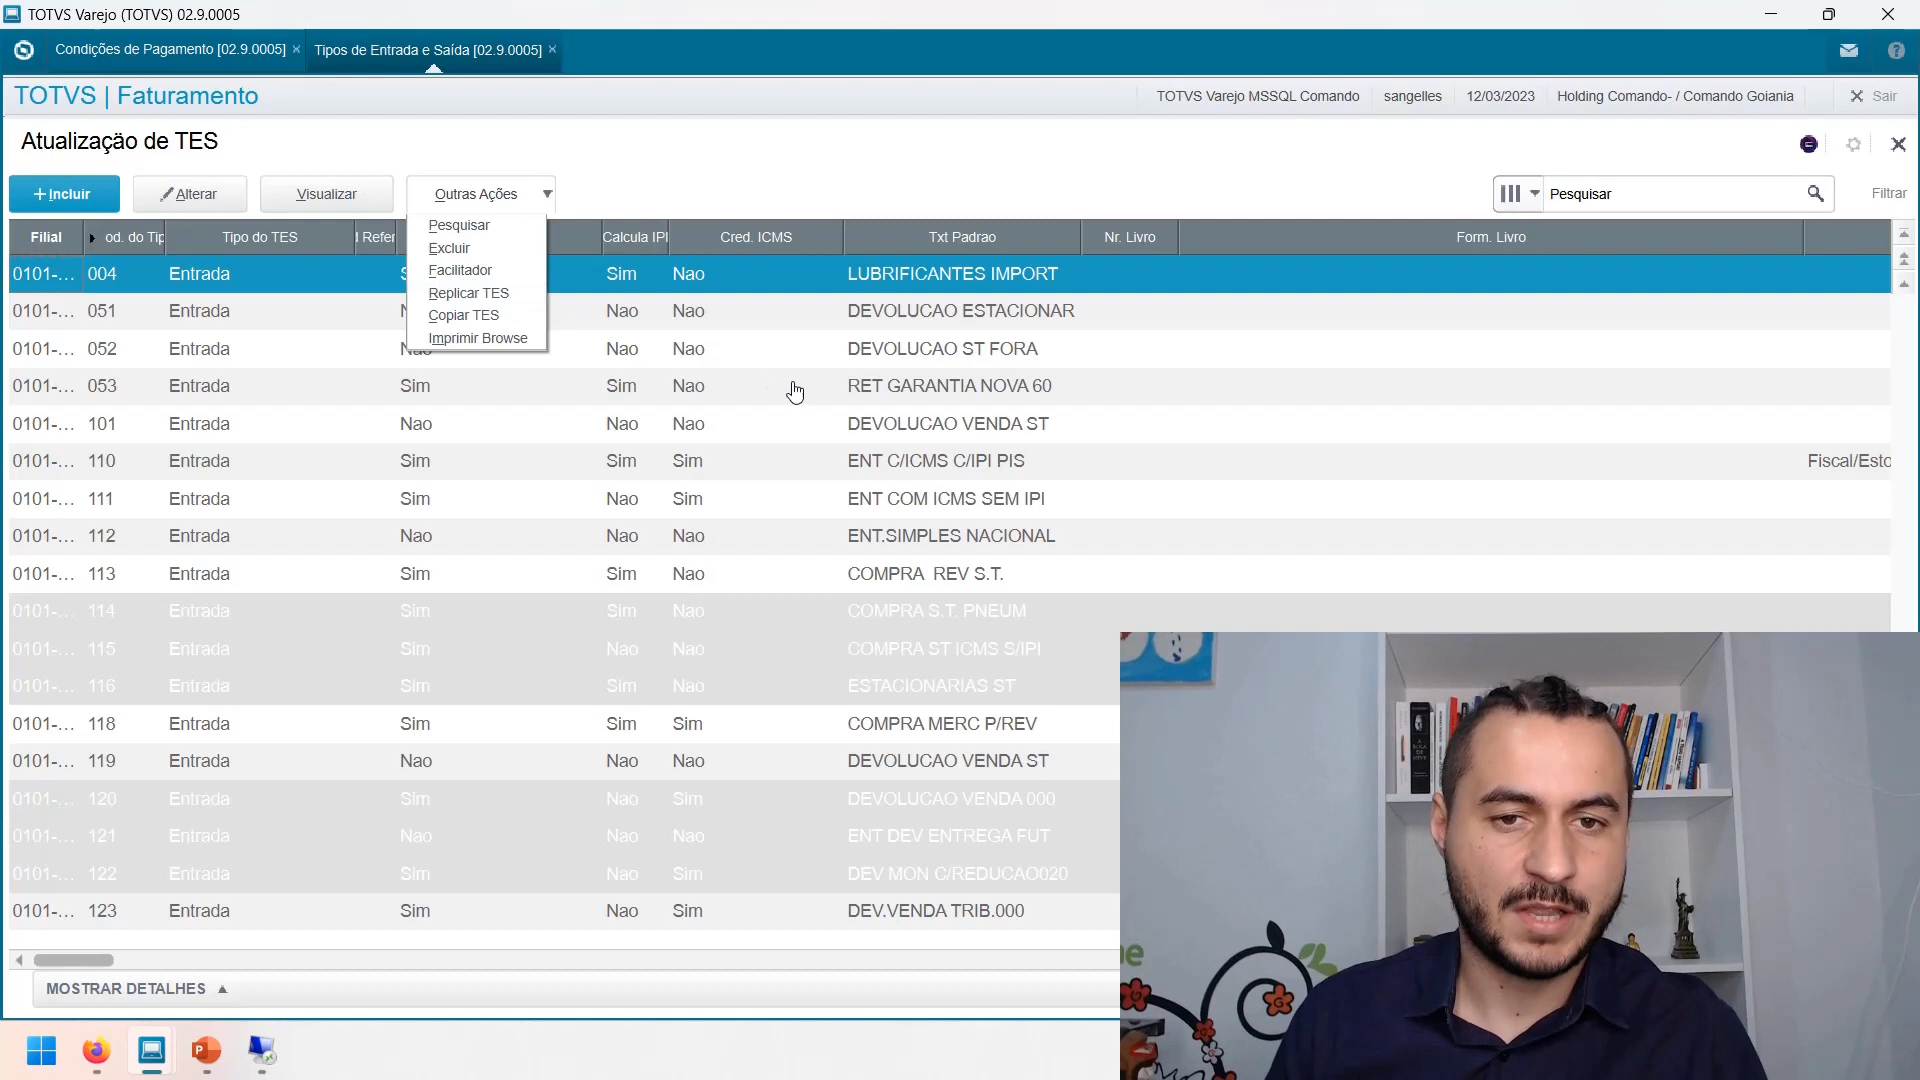 TOTVS Varejo (TOTVS) 02.9.0005
Condições de Pagamento [02.9.0005]
Tipos de Entrada e Saída [02.9.0005]
TOTVS | Faturamento
TOTVS Varejo MSSQL Comando
sangelles
12/03/2023
Holding Comando- / Comando Goiania
Sair
Atualização de TES
+ Incluir
Alterar
Visualizar
Outras Ações
Pesquisar
Filtrar
Pesquisar
Excluir
Facilitador
Replicar TES
Copiar TES
Imprimir Browse
Filial od. do Tip Tipo do TES l Refer Calcula IPI Cred. ICMS Txt Padrao Nr. Livro Form. Livro
0101-... 004 Entrada S Sim Nao LUBRIFICANTES IMPORT
0101-... 051 Entrada N Nao Nao DEVOLUCAO ESTACIONAR
0101-... 052 Entrada Nao Nao Nao DEVOLUCAO ST FORA
0101-... 053 Entrada Sim Sim Nao RET GARANTIA NOVA 60
0101-... 101 Entrada Nao Nao Nao DEVOLUCAO VENDA ST
0101-... 110 Entrada Sim Sim Sim ENT C/ICMS C/IPI PIS Fiscal/Esto
0101-... 111 Entrada Sim Nao Sim ENT COM ICMS SEM IPI
0101-... 112 Entrada Nao Nao Nao ENT.SIMPLES NACIONAL
0101-... 113 Entrada Sim Sim Nao COMPRA REV S.T.
0101-... 114 Entrada Sim Sim Nao COMPRA S.T. PNEUM
0101-... 115 Entrada Sim Nao Nao COMPRA ST ICMS S/IPI
0101-... 116 Entrada Sim Sim Nao ESTACIONARIAS ST
0101-... 118 Entrada Sim Sim Sim COMPRA MERC P/REV
0101-... 119 Entrada Nao Nao Nao DEVOLUCAO VENDA ST
0101-... 120 Entrada Sim Nao Sim DEVOLUCAO VENDA 000
0101-... 121 Entrada Nao Nao Nao ENT DEV ENTREGA FUT
0101-... 122 Entrada Sim Nao Sim DEV MON C/REDUCAO020
0101-... 123 Entrada Sim Nao Sim DEV.VENDA TRIB.000
MOSTRAR DETALHES